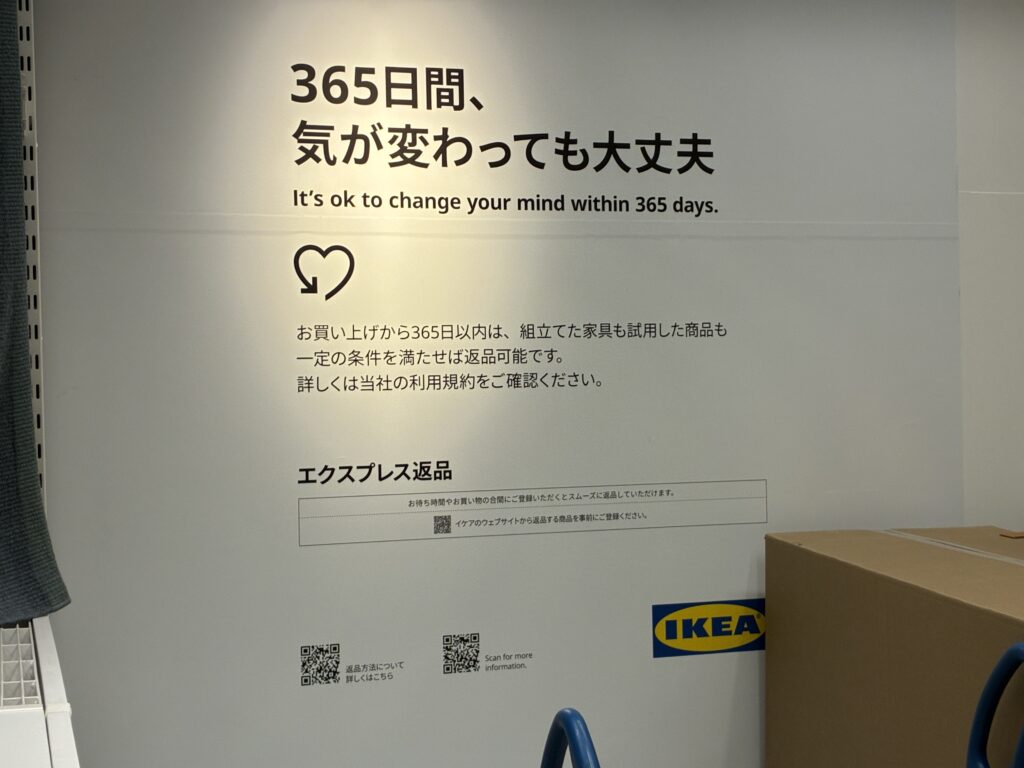 365日間、
気が変わっても大丈夫
It's ok to change your mind within 365 days.
お買い上げから365日以内は、組立てた家具も試用した商品も
一定の条件を満たせば返品可能です。
詳しくは当社の利用規約をご確認ください。
エクスプレス返品
お待ち時間やお買い物の合間にご登録いただくとスムーズに返品していただけます。
イケアのウェブサイトから返品する商品を事前にご登録ください。
返品方法について
詳しくはこちら
Scan for more
information.
IKEA